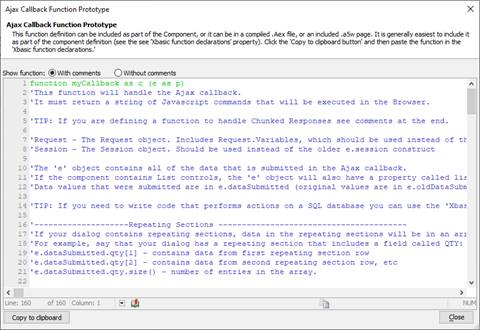 Ajax Callback Function Prototype
Ajax Callback Function Prototype
This function definition can be included as part of the Component, or it can be in a compiled .Aex file, or an included .a5w page. It is generally easiest to include it
as part of the component definition (see the see 'Xbasic function declarations' property). Click the 'Copy to clipboard' button and then paste the function in the
'Xbasic function declarations.'
Show function: With comments Without comments
1 function myCallback as c (e as p)
2 'This function will handle the Ajax callback.
3 'It must return a string of Javascript commands that will be executed in the Browser.
4
5 'TIP: If you are defining a function to handle Chunked Responses see comments at the end.
6
7 'Request - The Request object. Includes Request.Variables, which should be used instead of th
8 'Session - The Session object. Should be used instead of the older e.session construct
9
10 'The 'e' object contains all of the data that is submitted in the Ajax callback.
11 'If the component contains List controls, the 'e' object will also have a property called lis
12 'Data values that were submitted are in e.dataSubmitted (original values are in e.oldDataSubm
13
14 'TIP: If you need to write code that performs actions on a SQL database you can use the 'Xbas
15
16 '--------------------Repeating Sections ------------------------------------
17 'If your dialog contains repeating sections, data in the repeating sections will be in an arr
18 'For example, say that your dialog has a repeating section that includes a field called QTY:
19 'e.dataSubmitted.qty[1] - contains data from first repeating section row
20 'e.dataSubmitted.qty[2] - contains data from second repeating section row, etc
21 'e.dataSubmitted.qty.size() - number of entries in the array.
22
Line: 160 of 160 Column: 1 NUM
Copy to clipboard Close